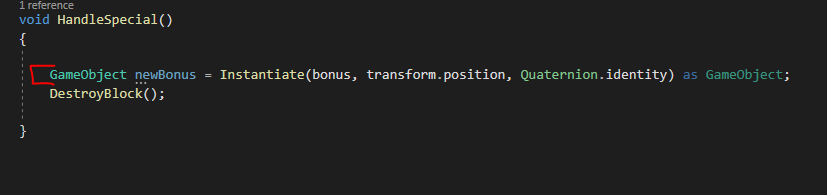 1 reference
void HandleSpecial()
{
GameObject newBonus = Instantiate(bonus, transform.position, Quaternion.identity) as GameObject;
DestroyBlock();
}